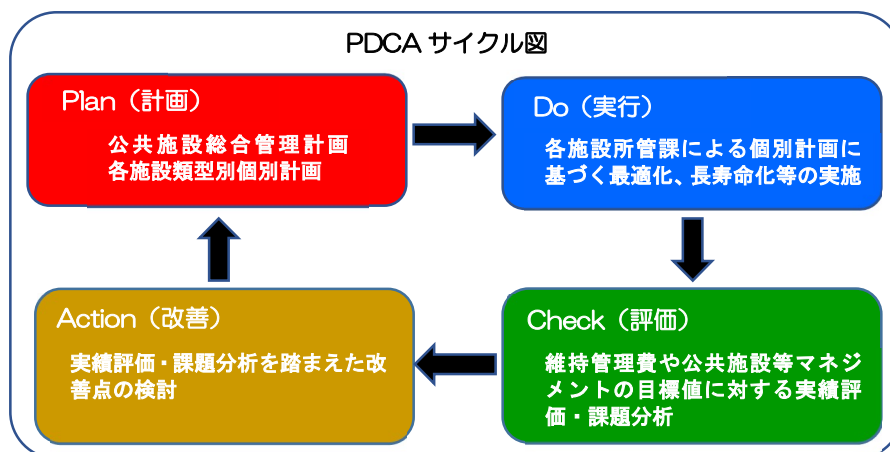 PDCA サイクル図
Plan（計画）
公共施設総合管理計画
各施設類型別個別計画
Do（実行）
各施設所管課による個別計画に
基づく最適化、長寿命化等の実施
Action（改善）
実績評価・課題分析を踏まえた改
善点の検討
Check（評価）
維持管理費や公共施設等マネジ
メントの目標値に対する実績評
価・課題分析